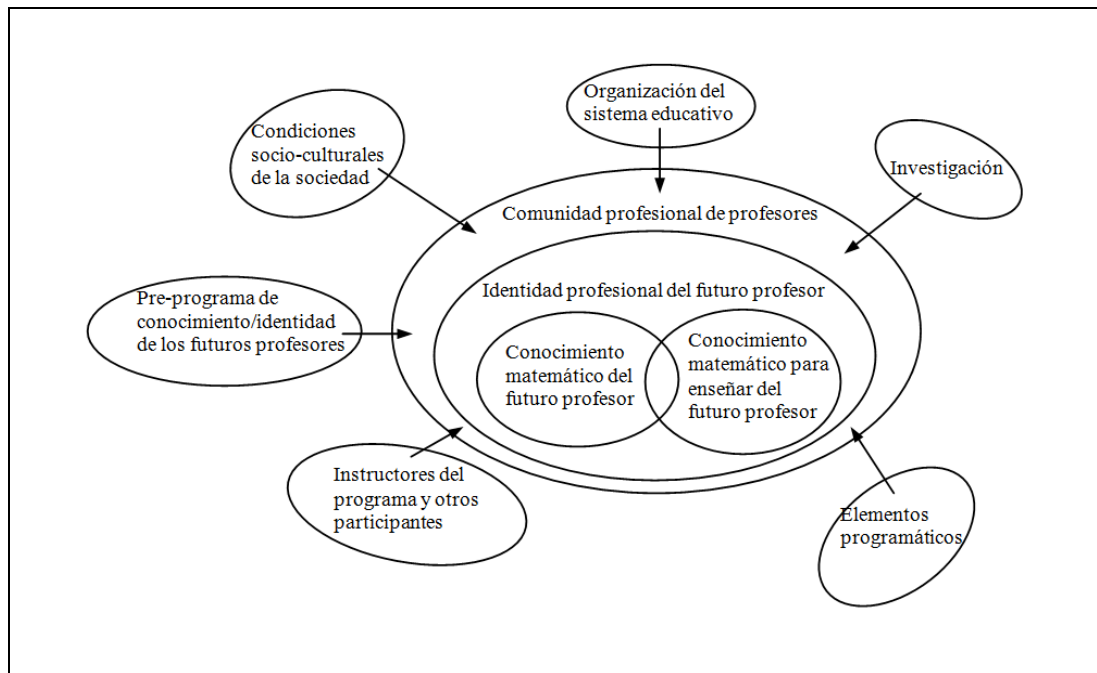 Organización del
sistema educativo
Condiciones
socio-culturales
de la sociedad
Investigación
Comunidad profesional de profesores
Identidad profesional del futuro profesor
Pre-programa de
conocimiento/identidad
de los futuros profesores
Conocimiento
matemático del
futuro profesor
Conocimiento
matemático para
enseñar del
futuro profesor
Instructores del
programa y otros
participantes
Elementos
programáticos